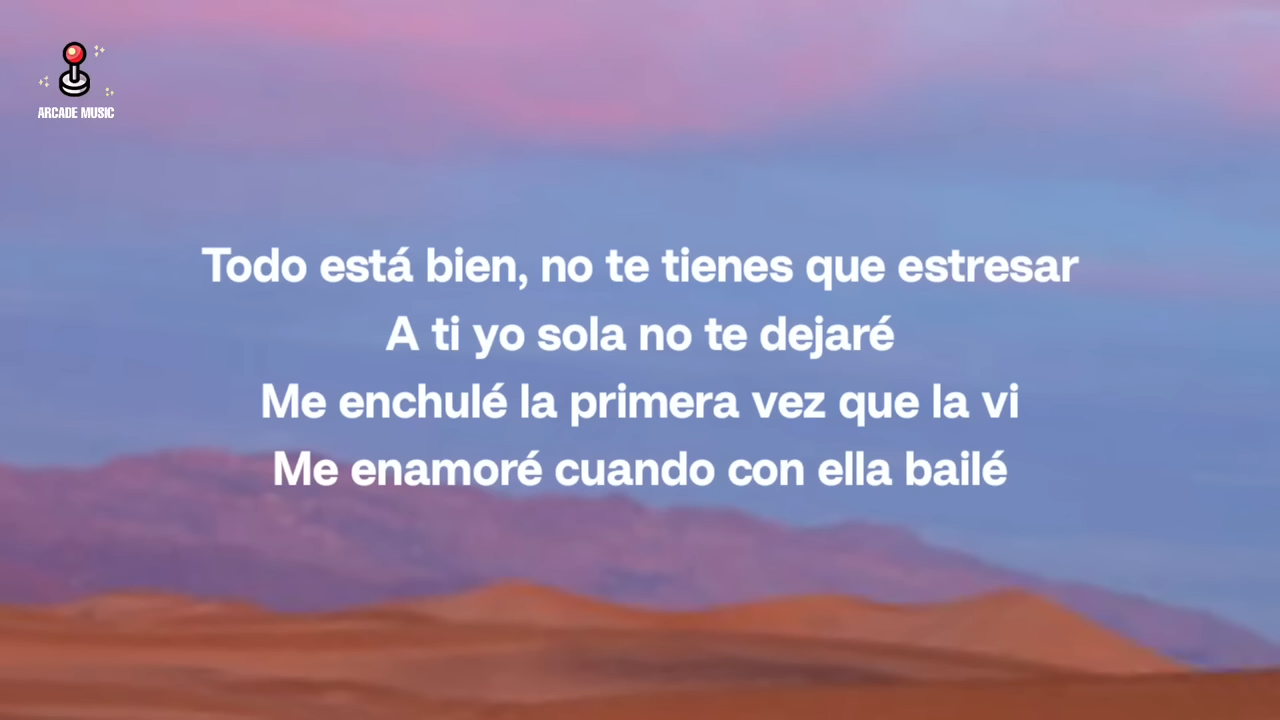 ARCADE MUSIC
Todo está bien, no te tienes que estresar
A ti yo sola no te dejaré
Me enchulé la primera vez que la vi
Me enamoré cuando con ella bailé